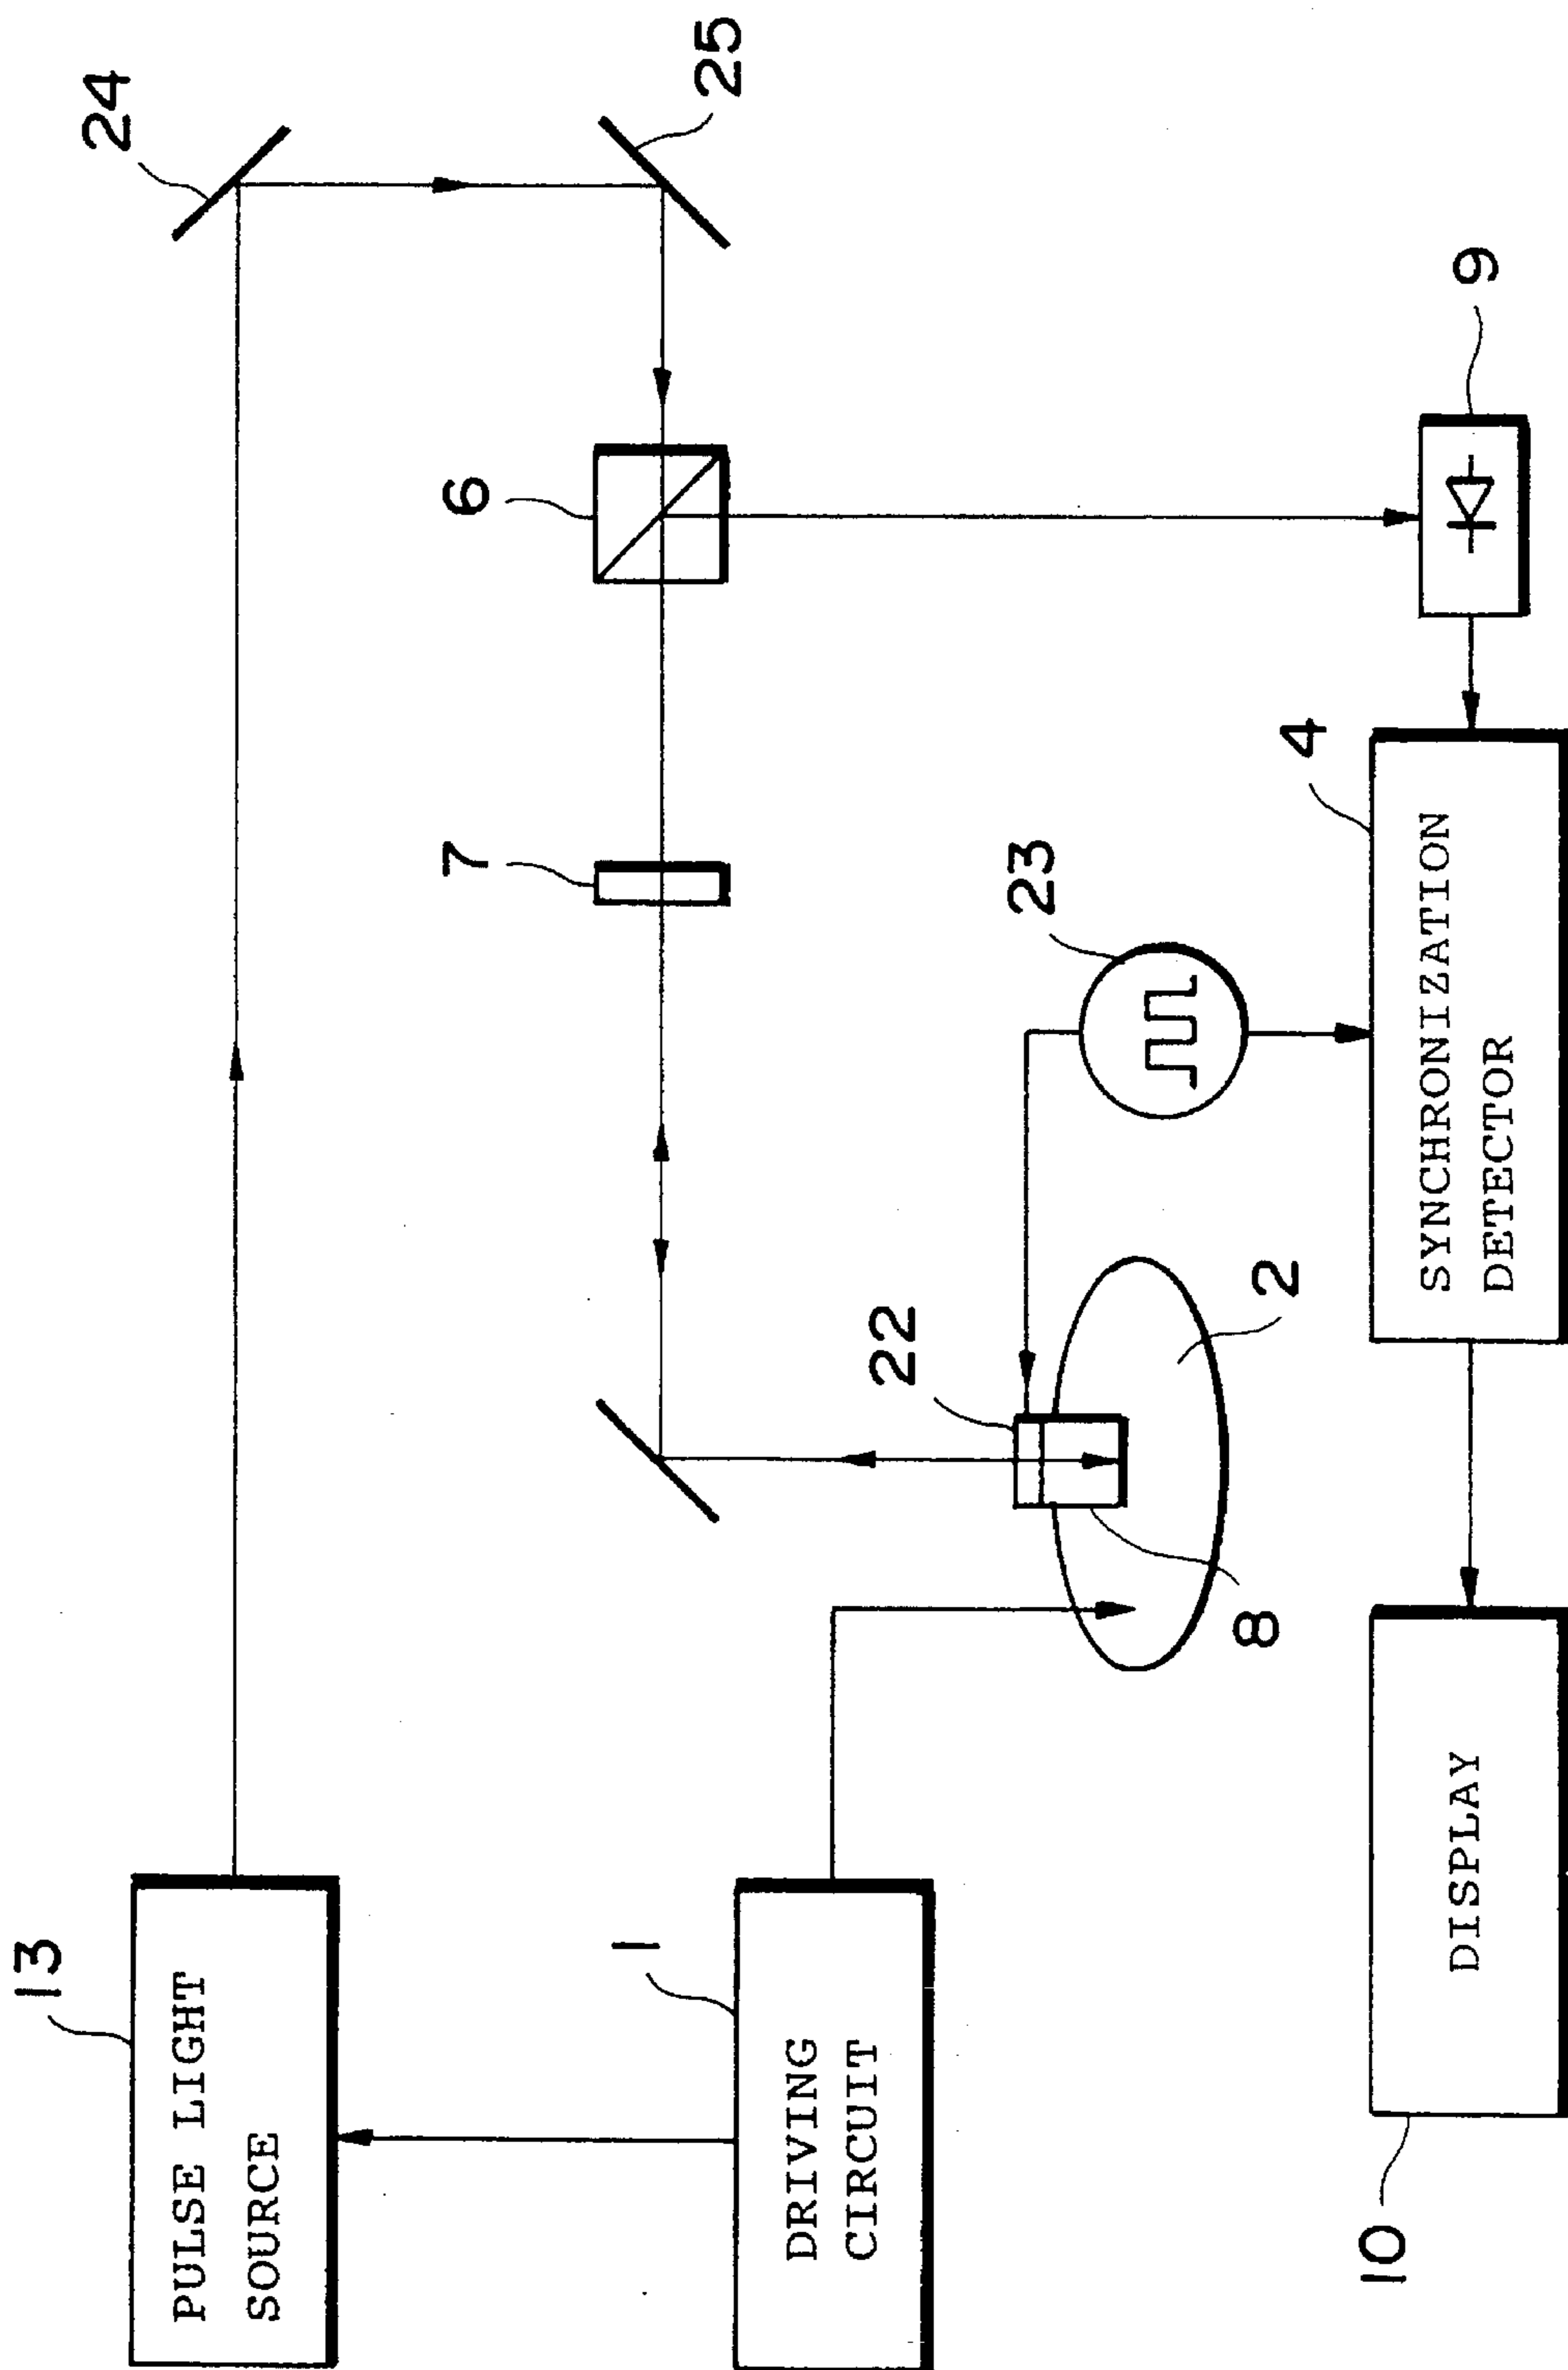 13
PULSE LIGHT
SOURCE
24
25
1
DRIVING
CIRCUIT
7
6
22
23
8
2
9
4
10
DISPLAY
SYNCHRONIZATION
DETECTOR